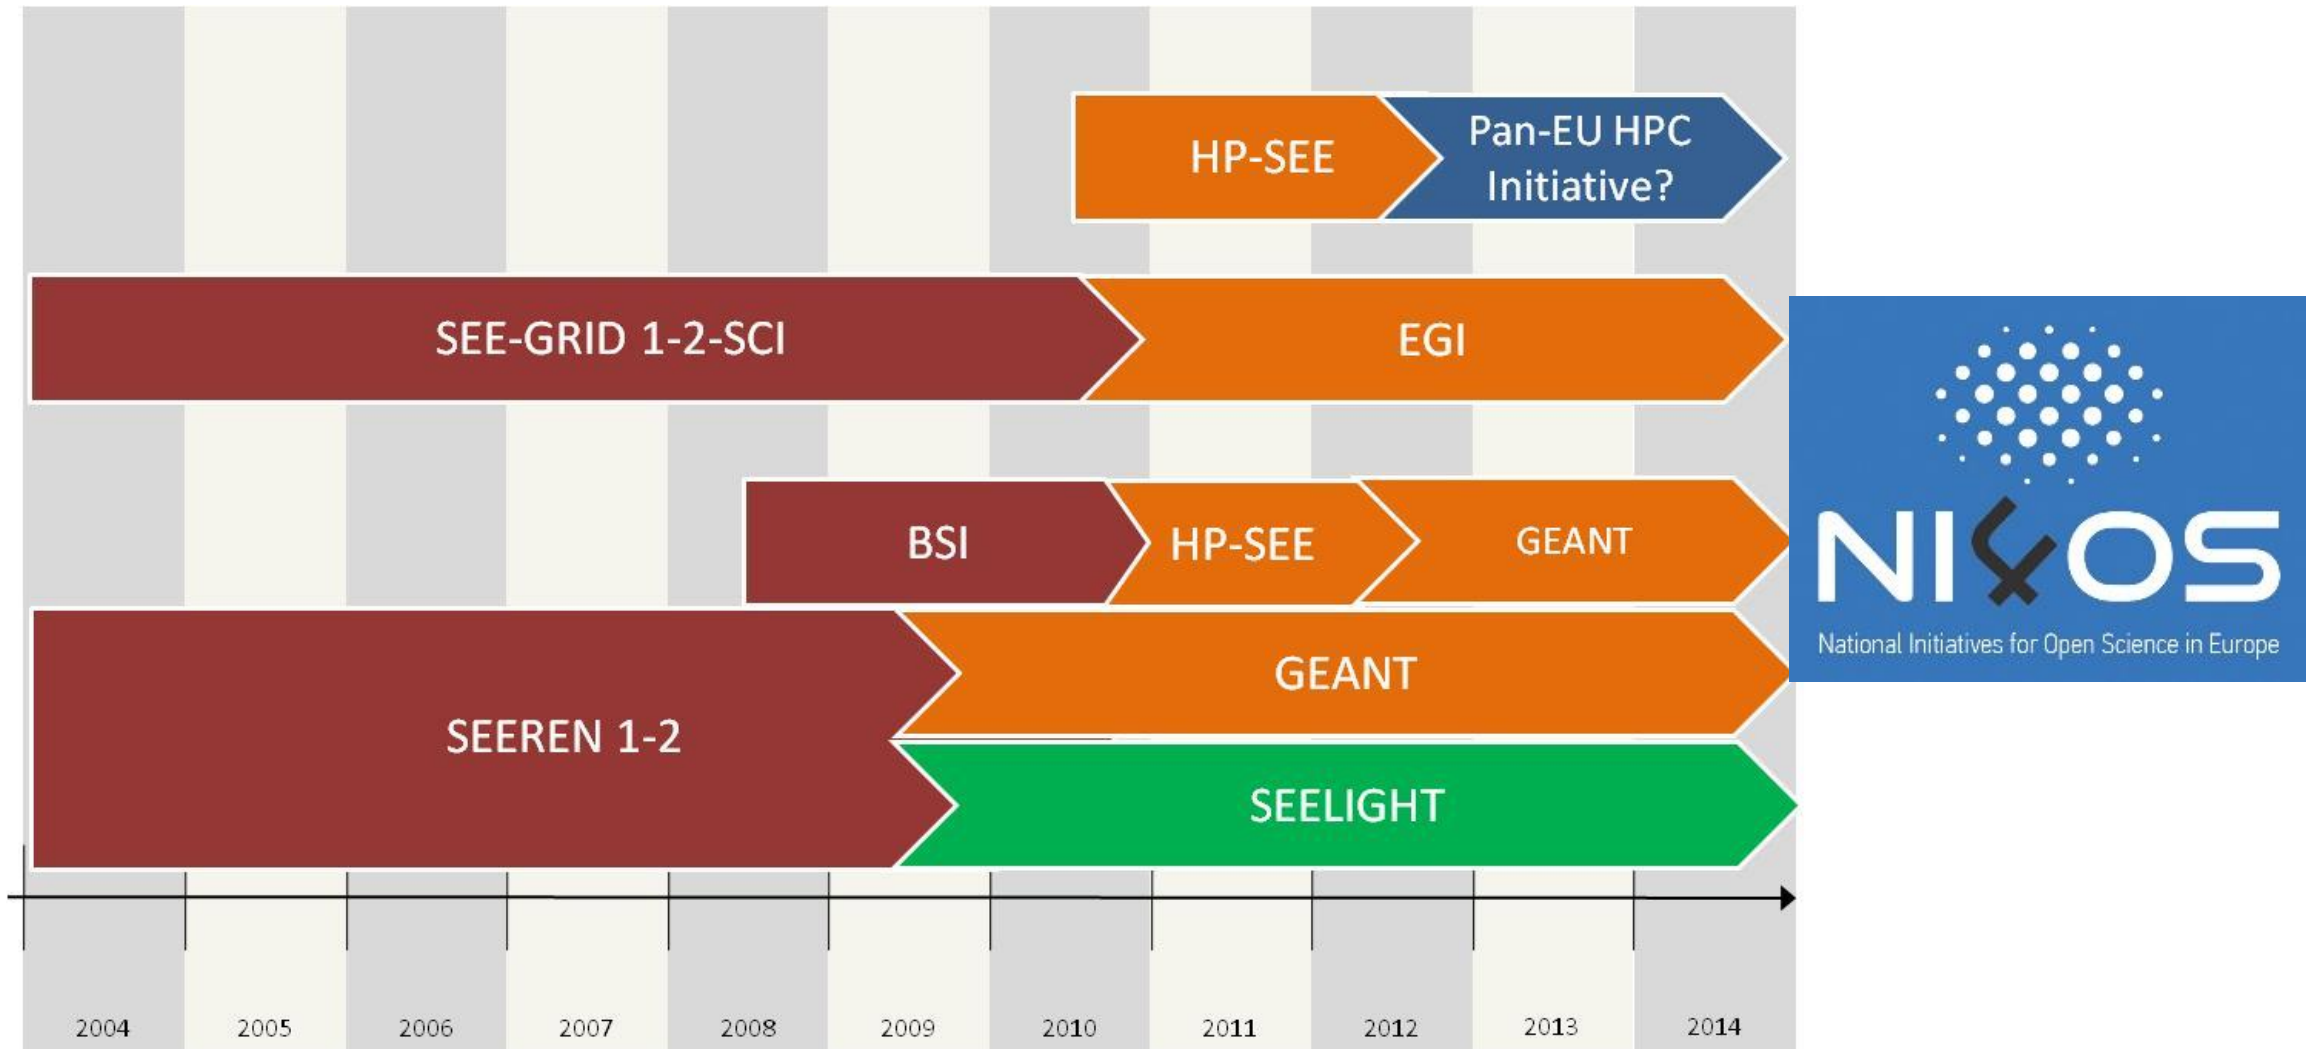 HP-SEE
Pan-EU HPC
Initiative?
SEE-GRID 1-2-SCI
EGI
BSI
HP-SEE
GEANT
GEANT
SEEREN 1-2
SEELIGHT
NI4OS
National Initiatives for Open Science in Europe
2004 2005 2006 2007 2008 2009 2010 2011 2012 2013 2014